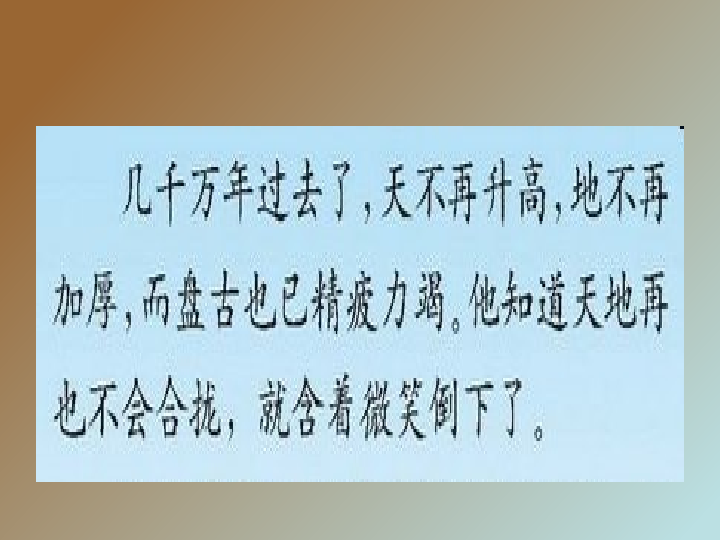 几千万年过去了,天不再升高,地不再
加厚,而盘古也已精疲力竭。他知道天地再
也不会合拢,就含着微笑倒下了。